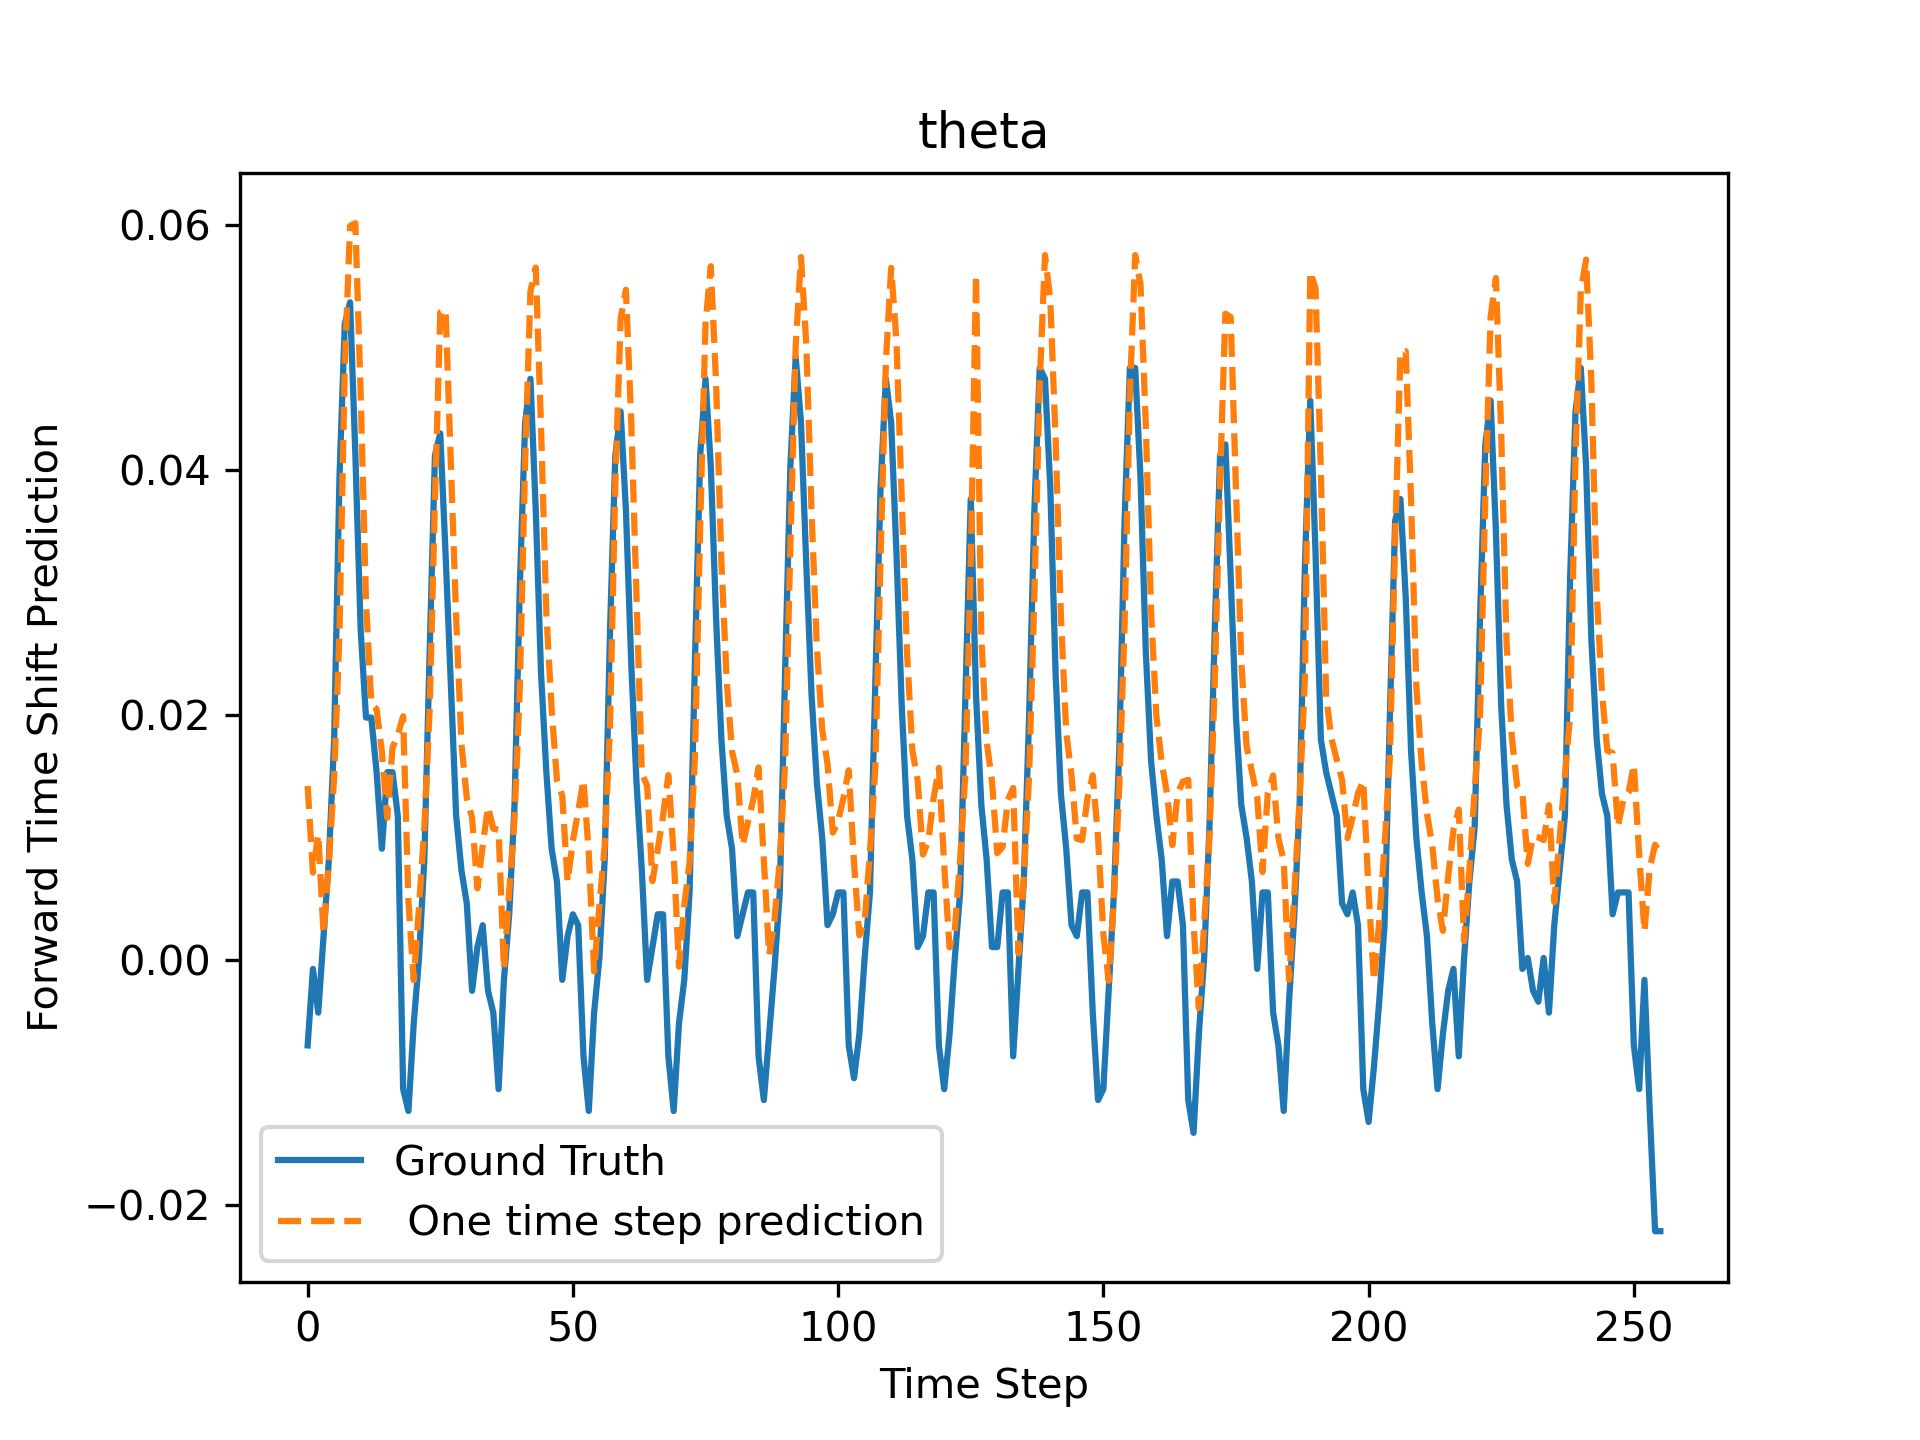 theta
Forward Time Shift Prediction
0.06
0.04
0.02
0.00
−0.02
Ground Truth
One time step prediction
0 50 100 150 200 250
Time Step